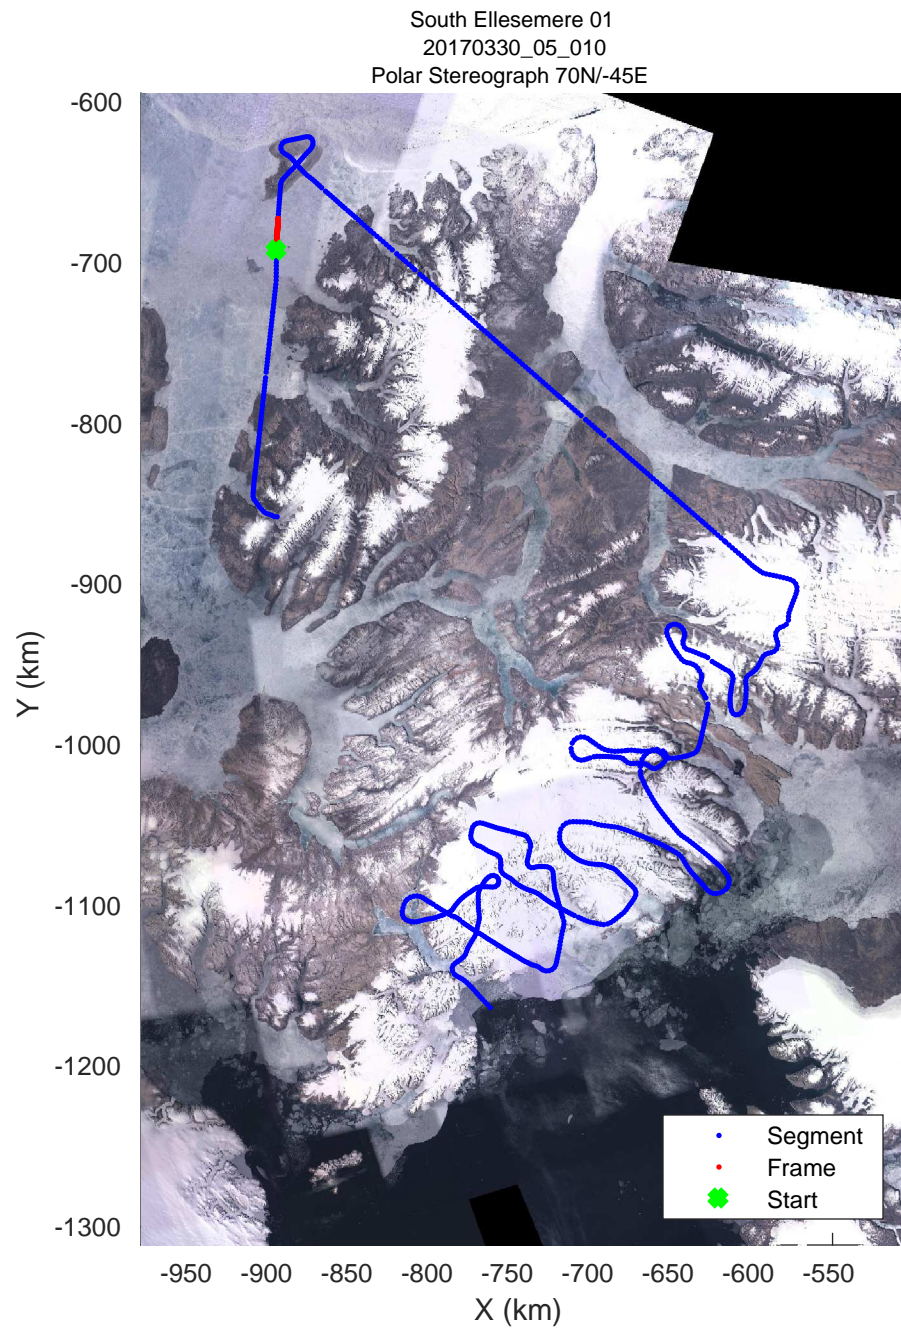 South Ellesemere 01
20170330_05_010
Polar Stereograph 70N/-45E
-600
-700
-800
-900
-1000
-1100
-1200
-1300
Y (km)
Segment
Frame
Start
-950 -900 -850 -800 -750 -700 -650 -600 -550
X (km)